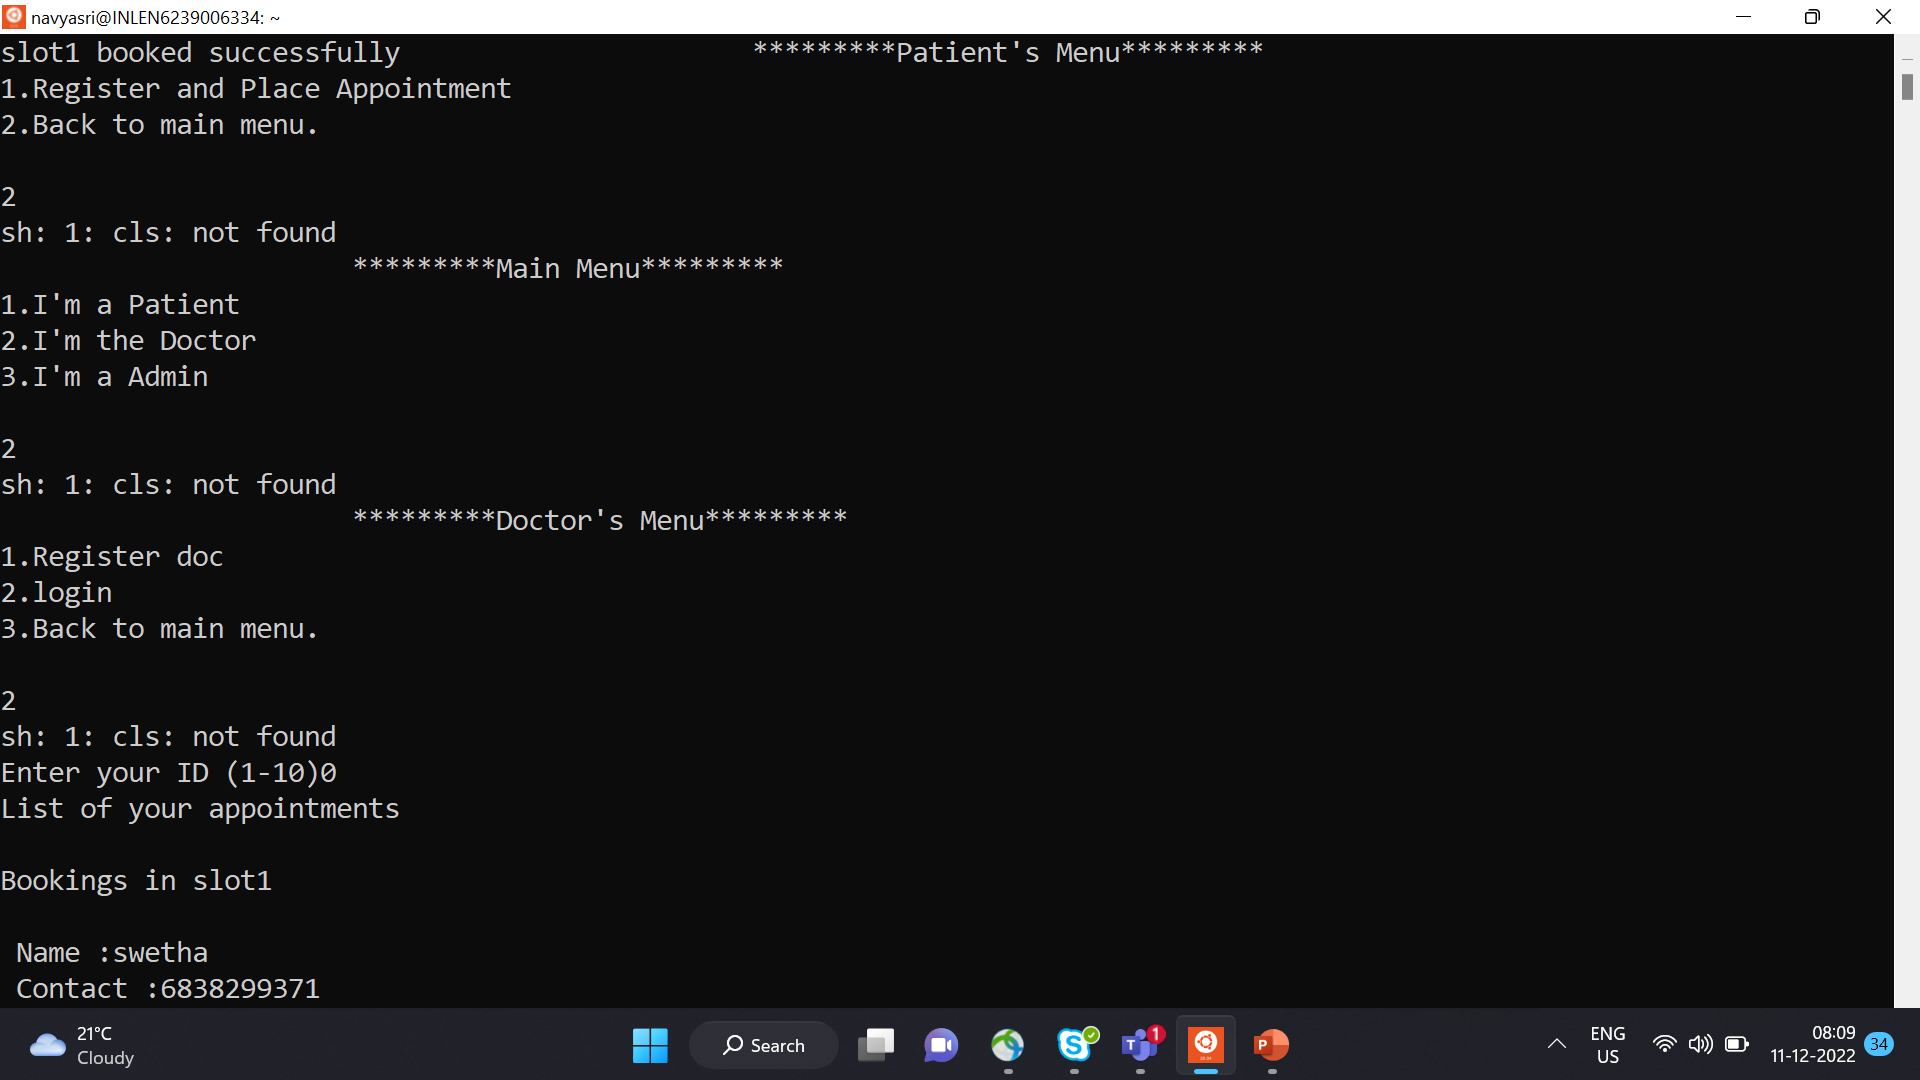 navyasri@INLEN6239006334: ~
slot1 booked successfully *********Patient's Menu*********
1.Register and Place Appointment
2.Back to main menu.
2
sh: 1: cls: not found
*********Main Menu*********
1.I'm a Patient
2.I'm the Doctor
3.I'm a Admin
2
sh: 1: cls: not found
*********Doctor's Menu*********
1.Register doc
2.login
3.Back to main menu.
2
sh: 1: cls: not found
Enter your ID (1-10)0
List of your appointments
Bookings in slot1
Name :swetha
Contact :6838299371
21°C
Cloudy
Search
1
ENG
US
08:09
11-12-2022
34